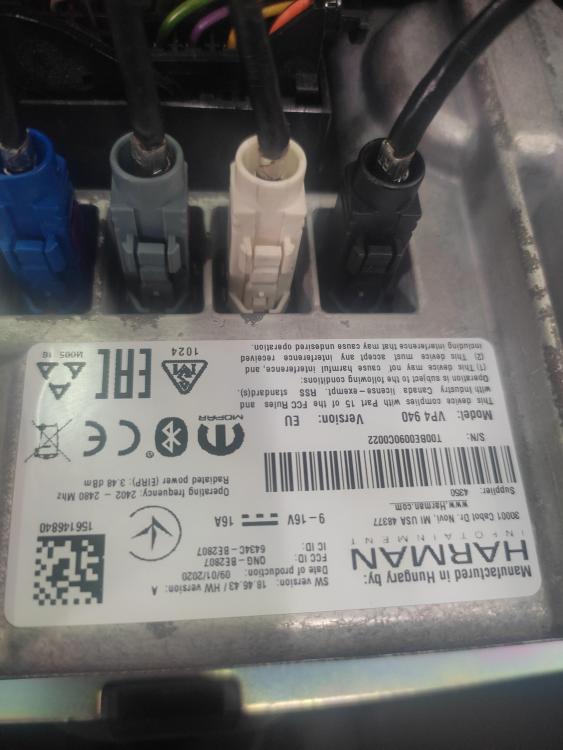 Manufactured in Hungary by:
HARMAN
INFOTAINMENT
30001 Cabot Dr. Novi, MI USA 48377
www.Harman.com
Supplier:
4350
SW version: 18.46.43 / HW / version: A
Date of production: 09/01/2020
FCC ID: QNG-BE2807
IC ID: 6434C-BE2807
9-16V 16A
156146840
S/N: T00BE0090C0022
Operating frequency: 2402 - 2480 Mhz
Radiated power (EIRP): 3.48 dBm
Model: VP4 940 Version: EU
MOPAR
CE
This device complies with Part 15 of the FCC Rules and
with Industry Canada license-exempt. RSS standard(s).
Operation is subject to the following conditions:
(1) This device may not cause harmful interference, and
(2) This device must accept any interference received
including interference that may cause undesired operation.
EAC
1024